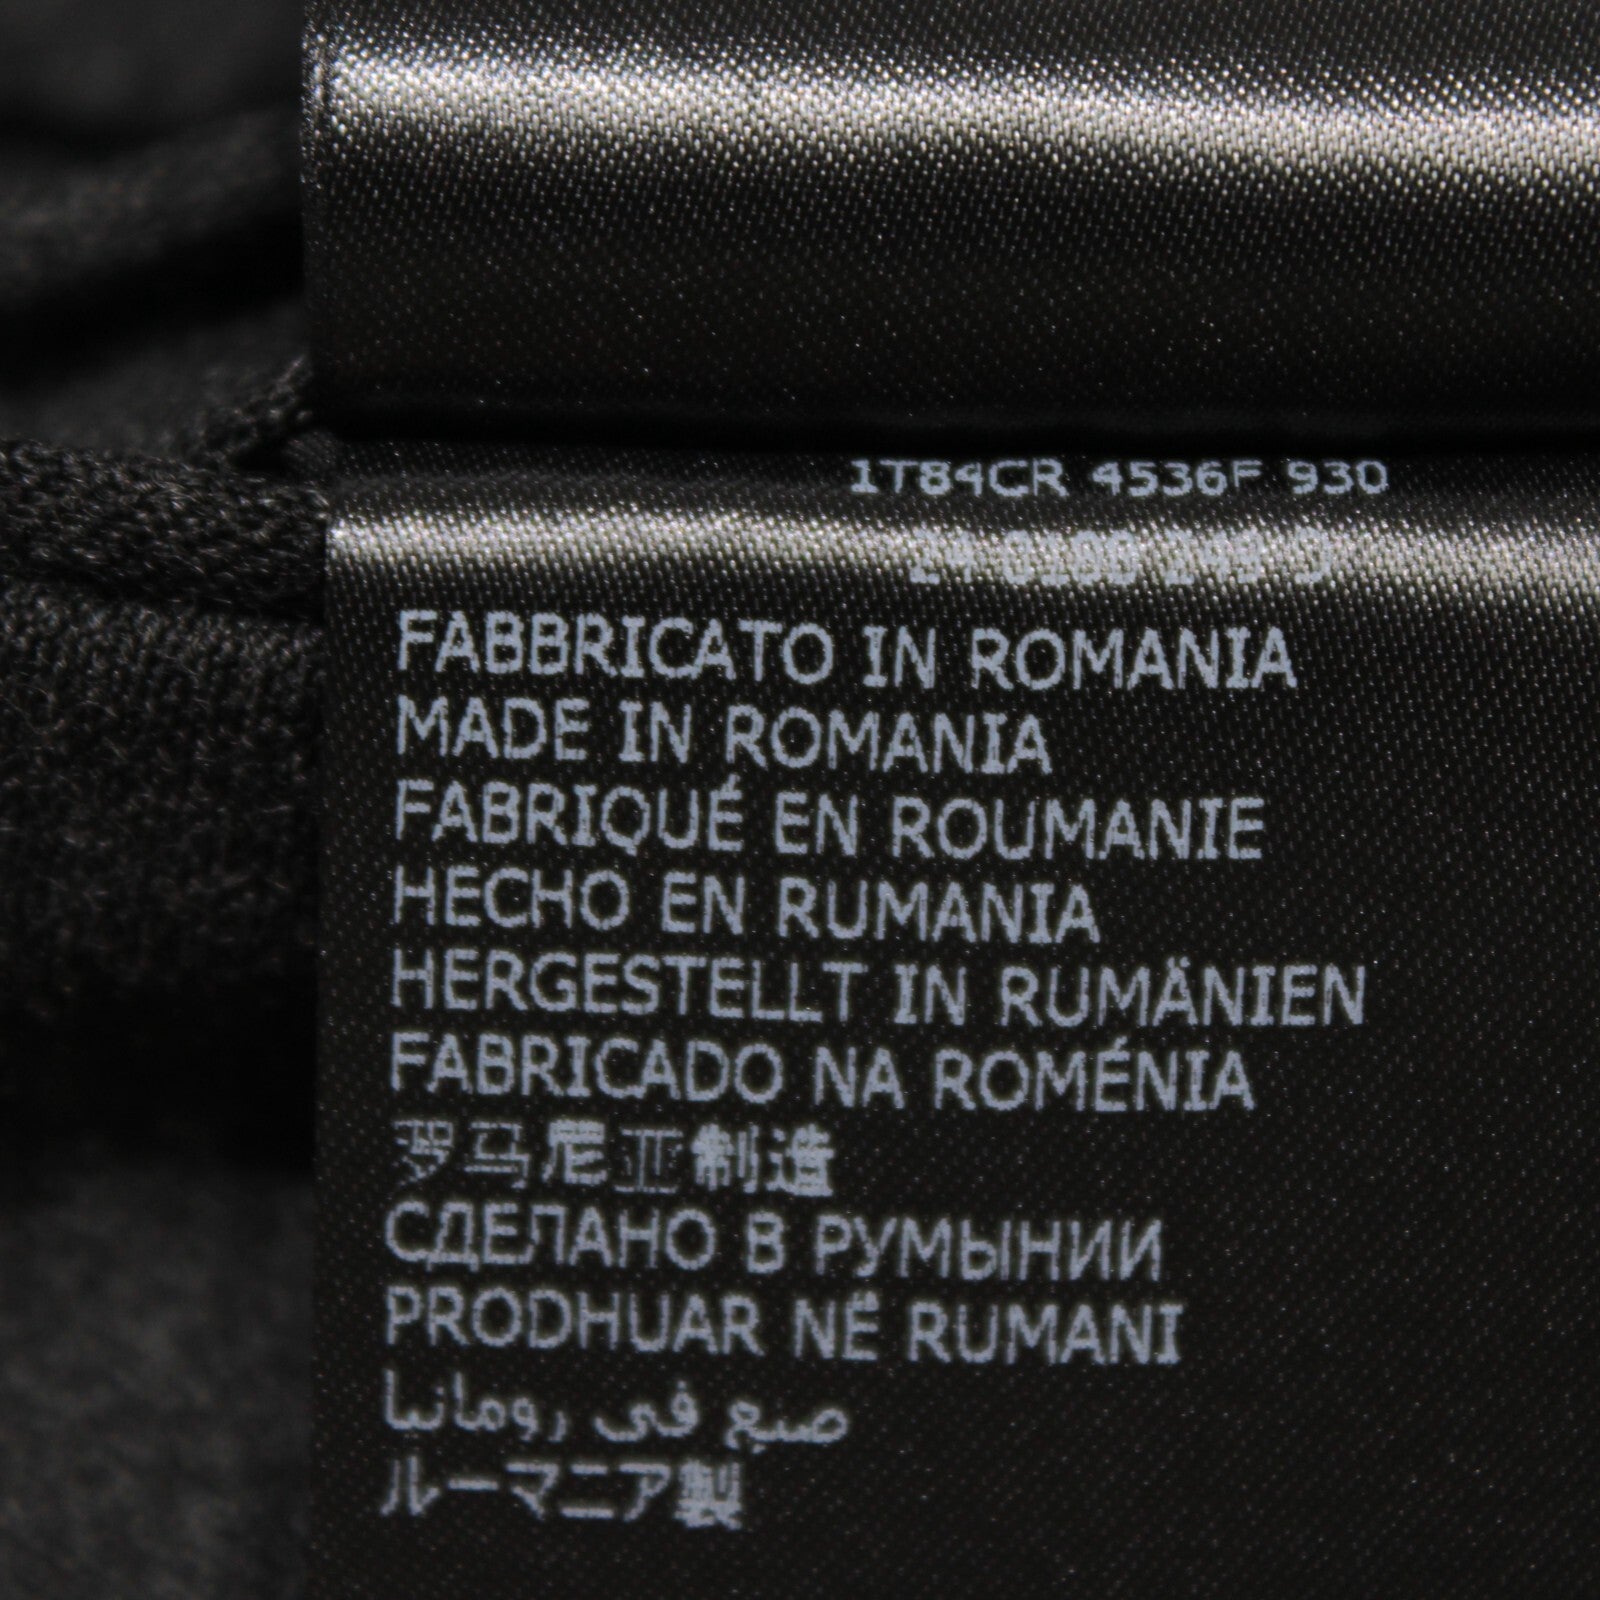 1T84CR 4536F 930
FABBRICATO IN ROMANIA
MADE IN ROMANIA
FABRIQUÉ EN ROUMANIE
HECHO EN RUMANIA
HERGESTELLT IN RUMÄNIEN
FABRICADO NA ROMÉNIA
罗马尼亚制造
СДЕЛАНО В РУМЫНИИ
PRODHUAR NË RUMANI
صنع في رومانيا
ルーマニア製